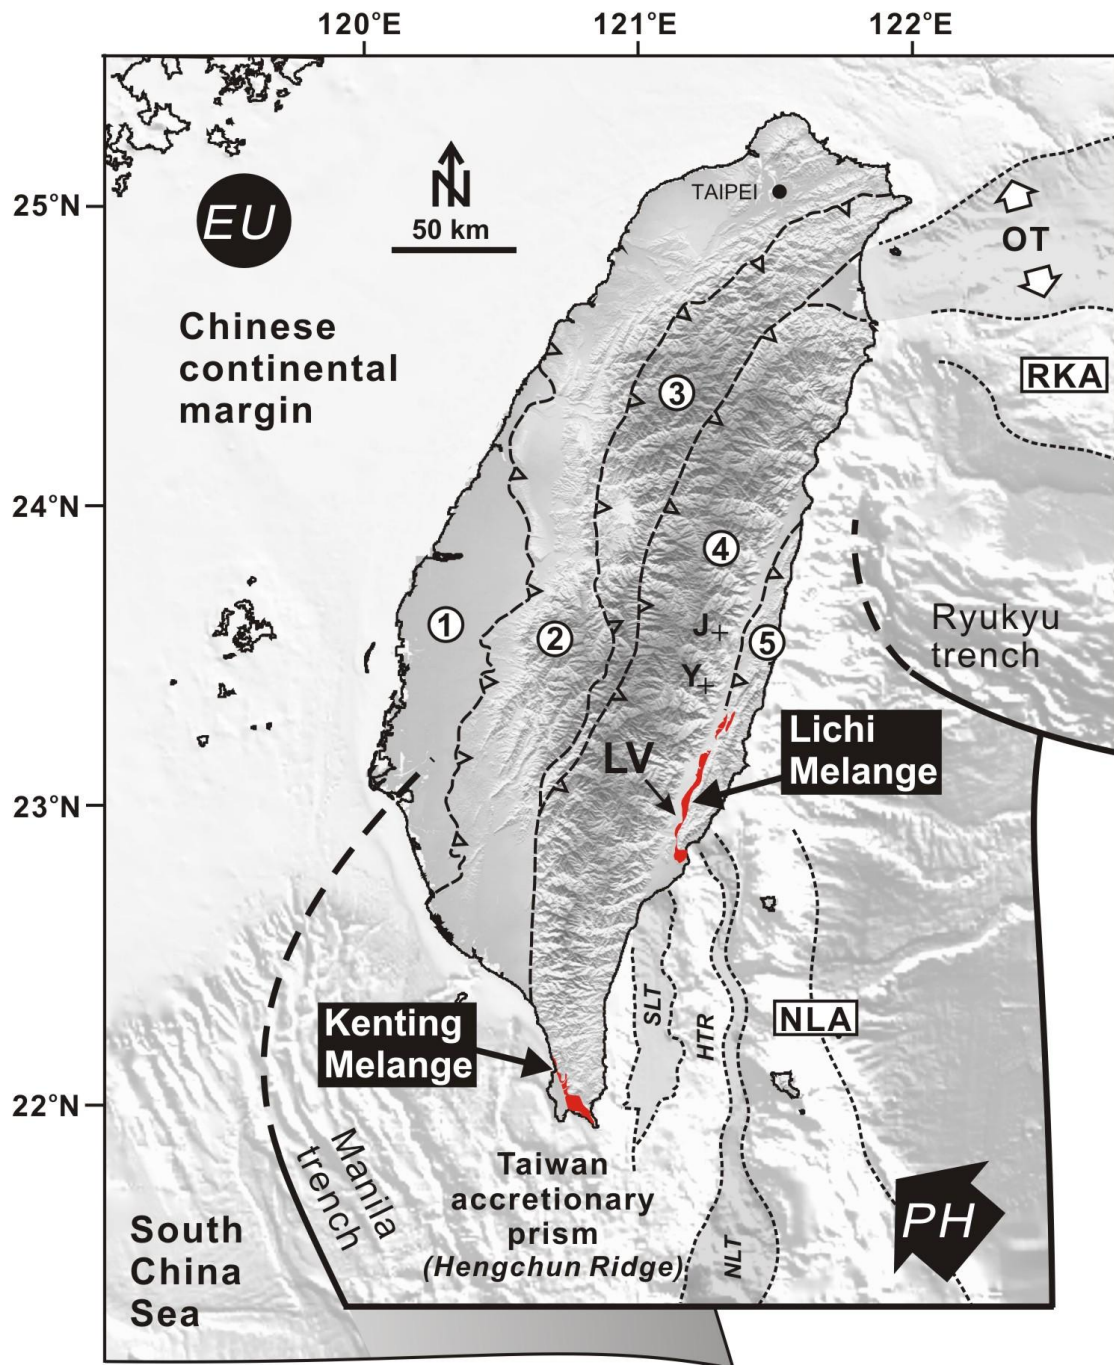 120°E
121°E
122°E
25°N
24°N
23°N
22°N
EU
N
50 km
TAIPEI
OT
Chinese
continental
margin
RKA
3
4
1
2
5
J
Y
Ryukyu
trench
LV
Lichi
Melange
Kenting
Melange
SLT
HTR
NLA
Manila
trench
Taiwan
accretionary
prism
(Hengchun Ridge)
NLT
PH
South
China
Sea